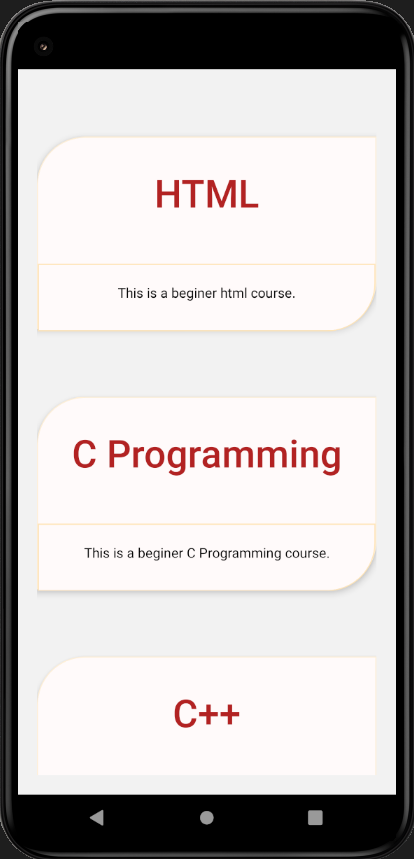 HTML
This is a beginer html course.
C Programming
This is a beginer C Programming course.
C++